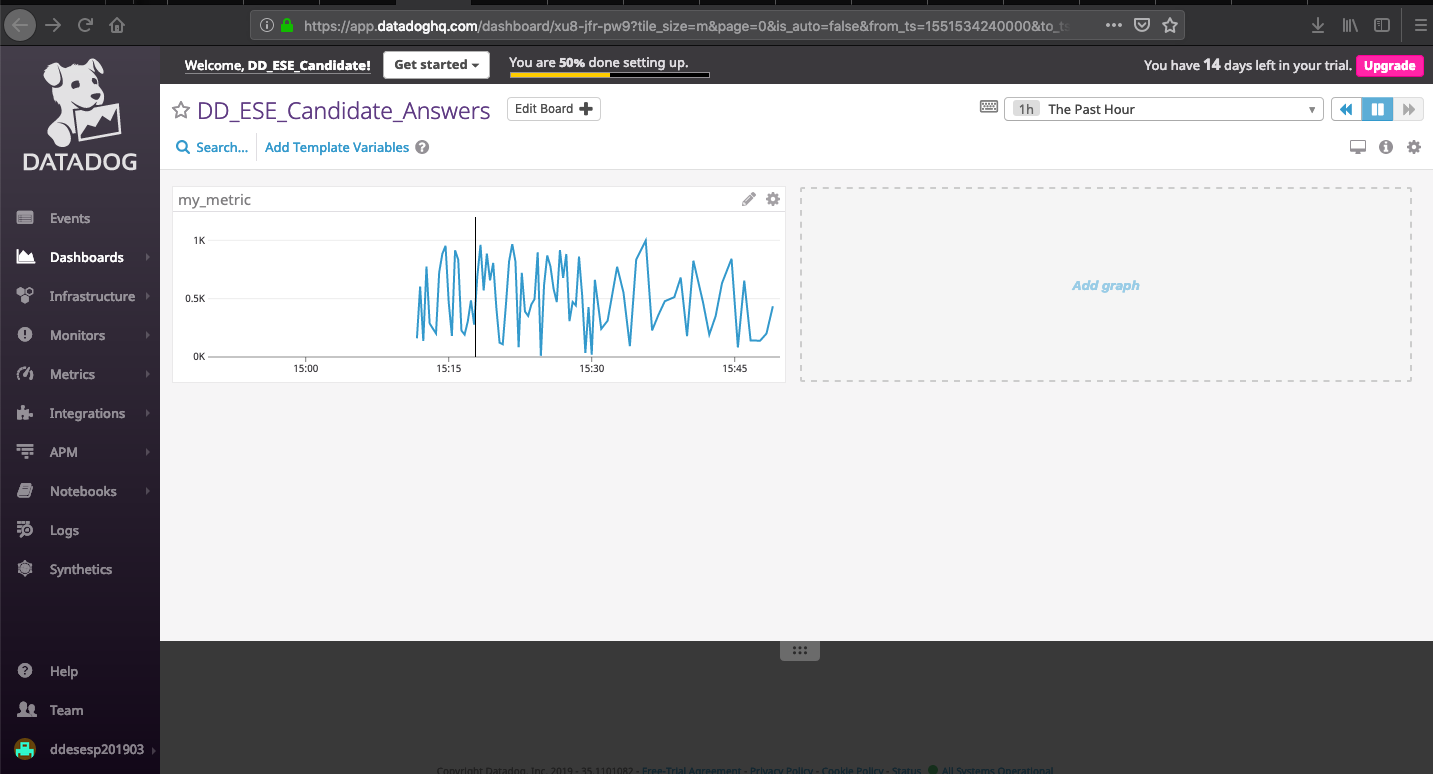 https://app.datadoghq.com/dashboard/xu8-jfr-pw9?tile_size=m&page=0&is_auto=false&from_ts=1551534240000&to_ts
Welcome, DD_ESE_Candidate!
Get started
You are 50% done setting up.
You have 14 days left in your trial.
Upgrade
DATADOG
DD_ESE_Candidate_Answers
Edit Board
1h The Past Hour
Search...
Add Template Variables
Events
Dashboards
Infrastructure
Monitors
Metrics
Integrations
APM
Notebooks
Logs
Synthetics
Help
Team
ddesesp201903
my_metric
1K
0.5K
0K
15:00 15:15 15:30 15:45
Add graph
Copyright Datadog, Inc. 2019 - 35.1101082 - Free-Trial Agreement - Privacy Policy - Cookie Policy - Status All Systems Operational